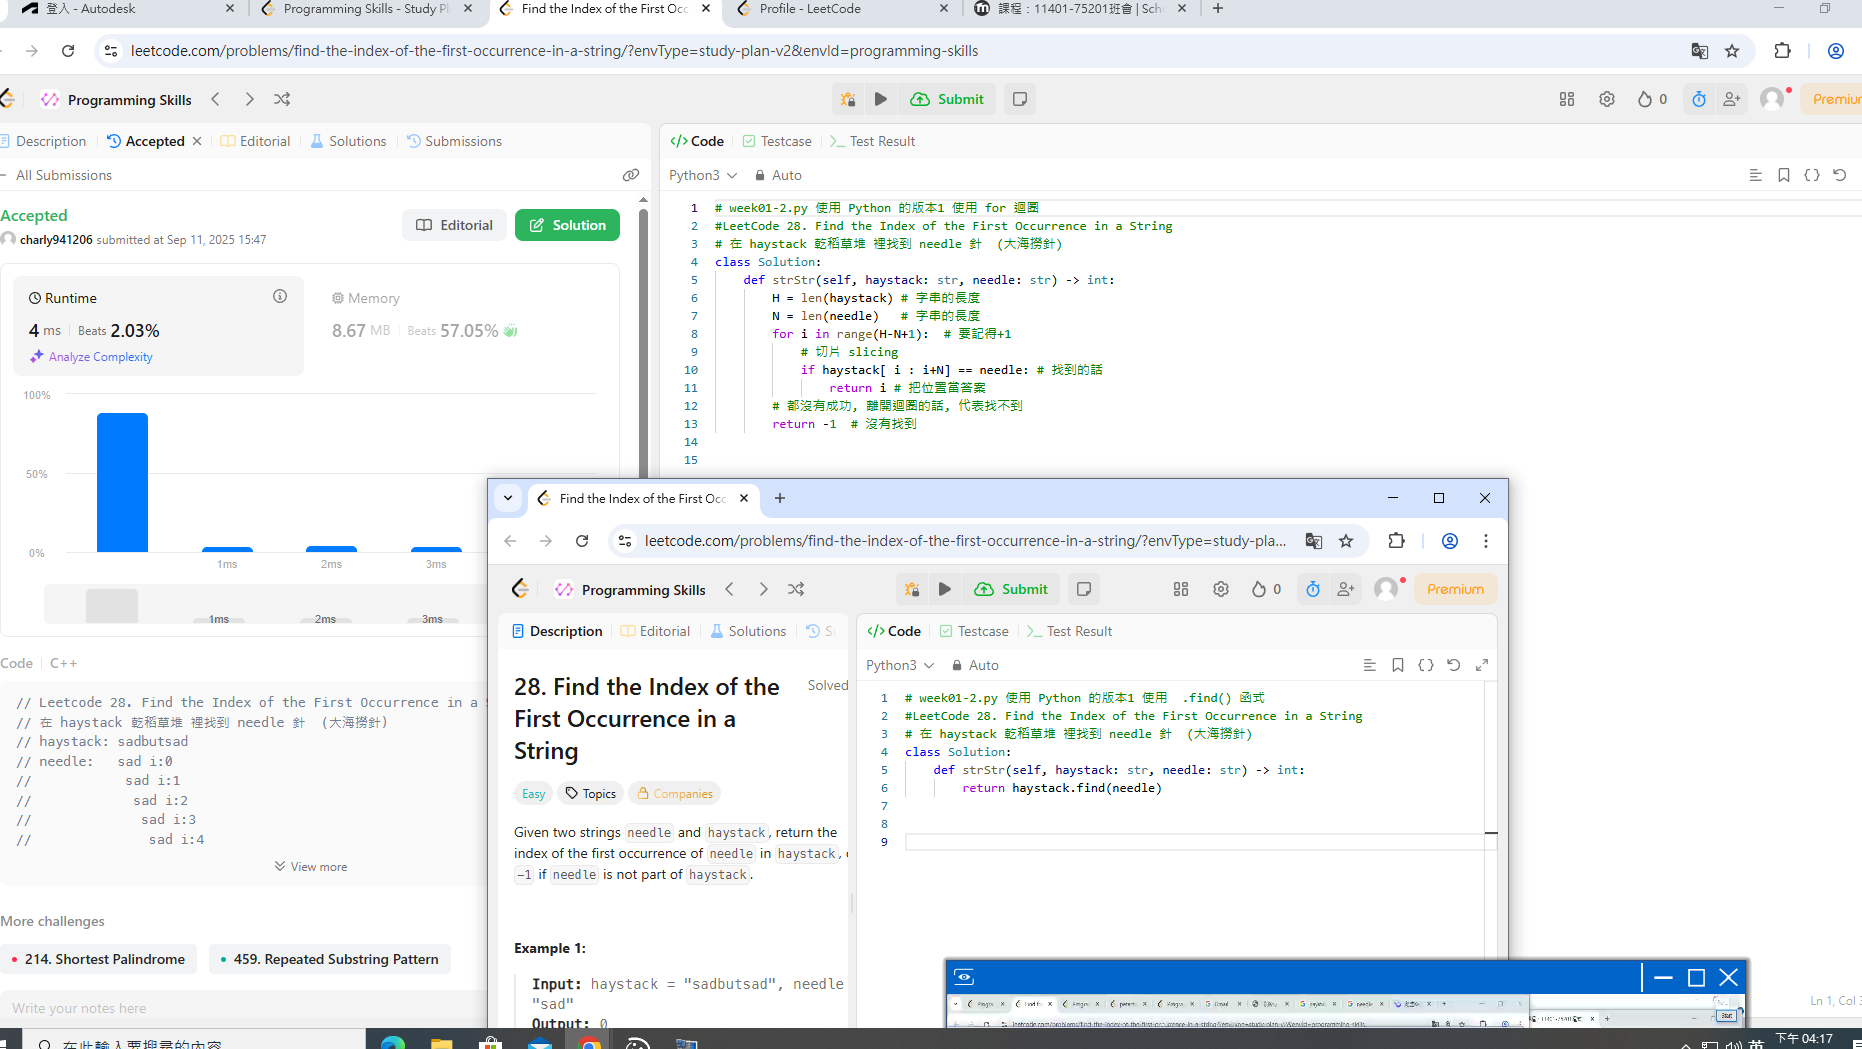 登入 - Autodesk
Programming Skills - Study Pl
Find the Index of the First Occ
Profile - LeetCode
課程：11401-75201班會 | Sch
leetcode.com/problems/find-the-index-of-the-first-occurrence-in-a-string/?envType=study-plan-v2&envId=programming-skills
Programming Skills
Submit
0
Premium
Description
Accepted
Editorial
Solutions
Submissions
Code
Testcase
Test Result
All Submissions
Python3
Auto
Accepted
charly941206 submitted at Sep 11, 2025 15:47
Editorial
Solution
Runtime
4 ms
Beats 2.03%
Analyze Complexity
Memory
8.67 MB
Beats 57.05%
100%
50%
0%
1ms
2ms
3ms
1ms
2ms
3ms
Code
C++
// Leetcode 28. Find the Index of the First Occurrence in a S
// 在 haystack 乾稻草堆 裡找到 needle 針 (大海撈針)
// haystack: sadbutsad
// needle:   sad i:0
//            sad i:1
//             sad i:2
//              sad i:3
//               sad i:4
View more
More challenges
214. Shortest Palindrome
459. Repeated Substring Pattern
Write your notes here
1 # week01-2.py 使用 Python 的版本1 使用 for 迴圈
2 #LeetCode 28. Find the Index of the First Occurrence in a String
3 # 在 haystack 乾稻草堆 裡找到 needle 針 (大海撈針)
4 class Solution:
5     def strStr(self, haystack: str, needle: str) -> int:
6         H = len(haystack) # 字串的長度
7         N = len(needle)   # 字串的長度
8         for i in range(H-N+1):  # 要記得+1
9             # 切片 slicing
10             if haystack[ i : i+N] == needle: # 找到的話
11                 return i # 把位置當答案
12         # 都沒有成功, 離開迴圈的話, 代表找不到
13         return -1  # 沒有找到
14
15
Find the Index of the First Occ
leetcode.com/problems/find-the-index-of-the-first-occurrence-in-a-string/?envType=study-pla...
Programming Skills
Submit
0
Premium
Description
Editorial
Solutions
Code
Testcase
Test Result
Python3
Auto
28. Find the Index of the
First Occurrence in a
String
Solved
Easy
Topics
Companies
Given two strings needle and haystack, return the
index of the first occurrence of needle in haystack,
-1 if needle is not part of haystack.
Example 1:
Input: haystack = "sadbutsad", needle
"sad"
Output: 0
1 # week01-2.py 使用 Python 的版本1 使用  .find() 函式
2 #LeetCode 28. Find the Index of the First Occurrence in a String
3 # 在 haystack 乾稻草堆 裡找到 needle 針 (大海撈針)
4 class Solution:
5     def strStr(self, haystack: str, needle: str) -> int:
6         return haystack.find(needle)
7
8
9
Ln 1, Col 3
在此輸入要搜尋的內容
英
下午 04:17